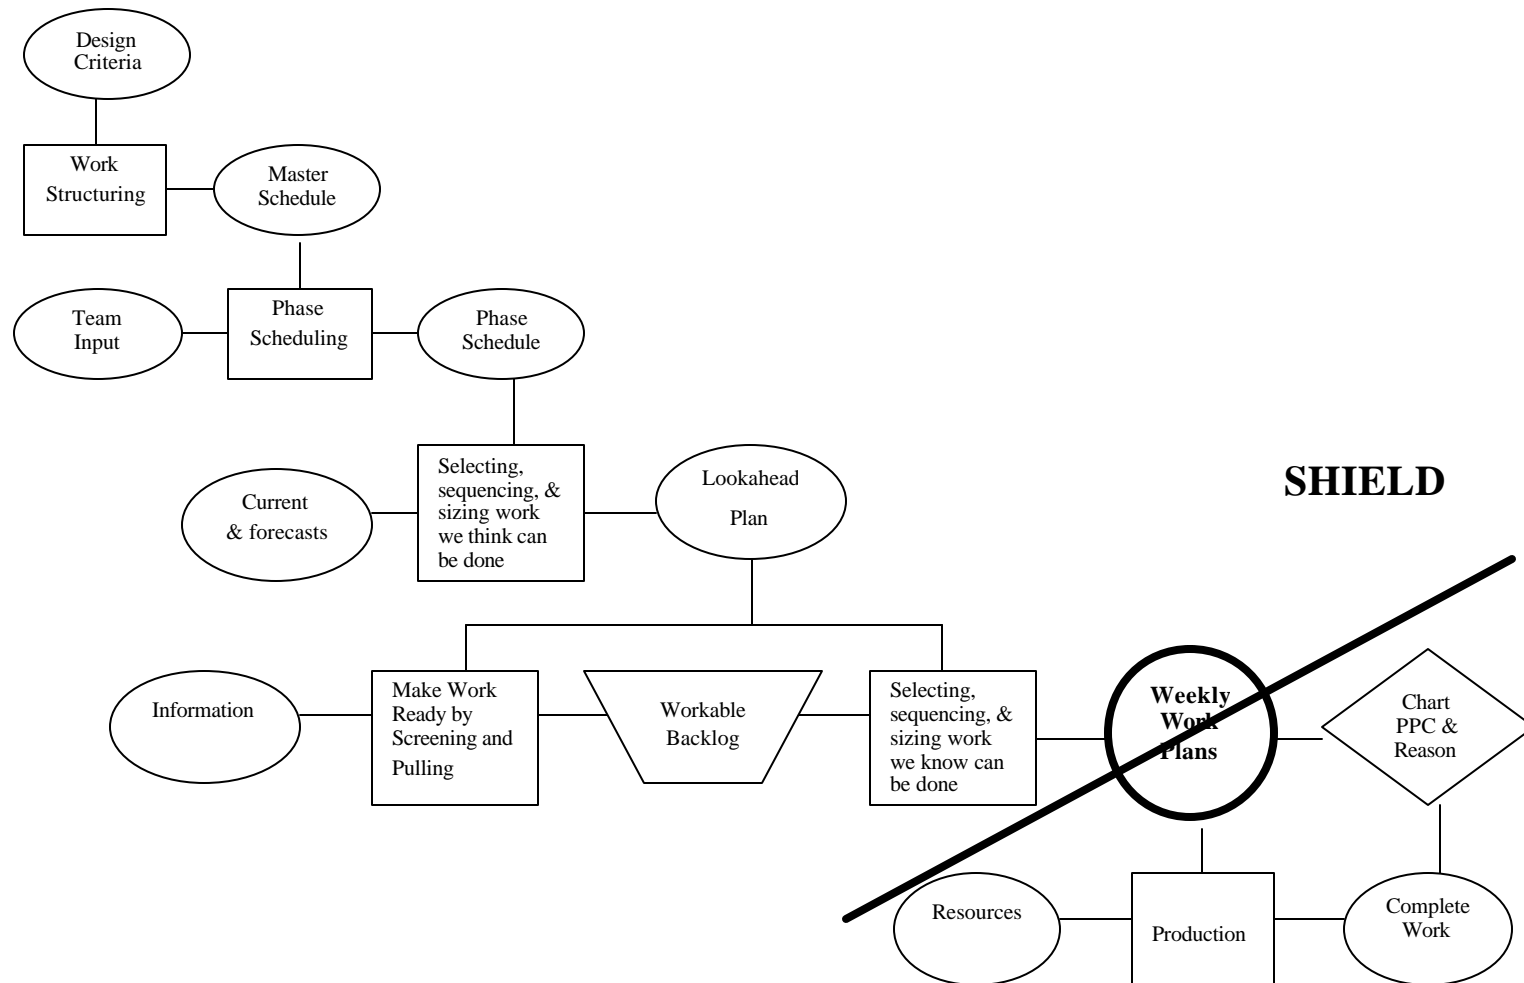 Design
Criteria
Work
Structuring
Master
Schedule
Team
Input
Phase
Scheduling
Phase
Schedule
Current
& forecasts
Selecting,
sequencing, &
sizing work
we think can
be done
Lookahead
Plan
SHIELD
Information
Make Work
Ready by
Screening and
Pulling
Workable
Backlog
Selecting,
sequencing, &
sizing work
we know can
be done
Weekly
Work
Plans
Chart
PPC &
Reason
Resources
Production
Complete
Work